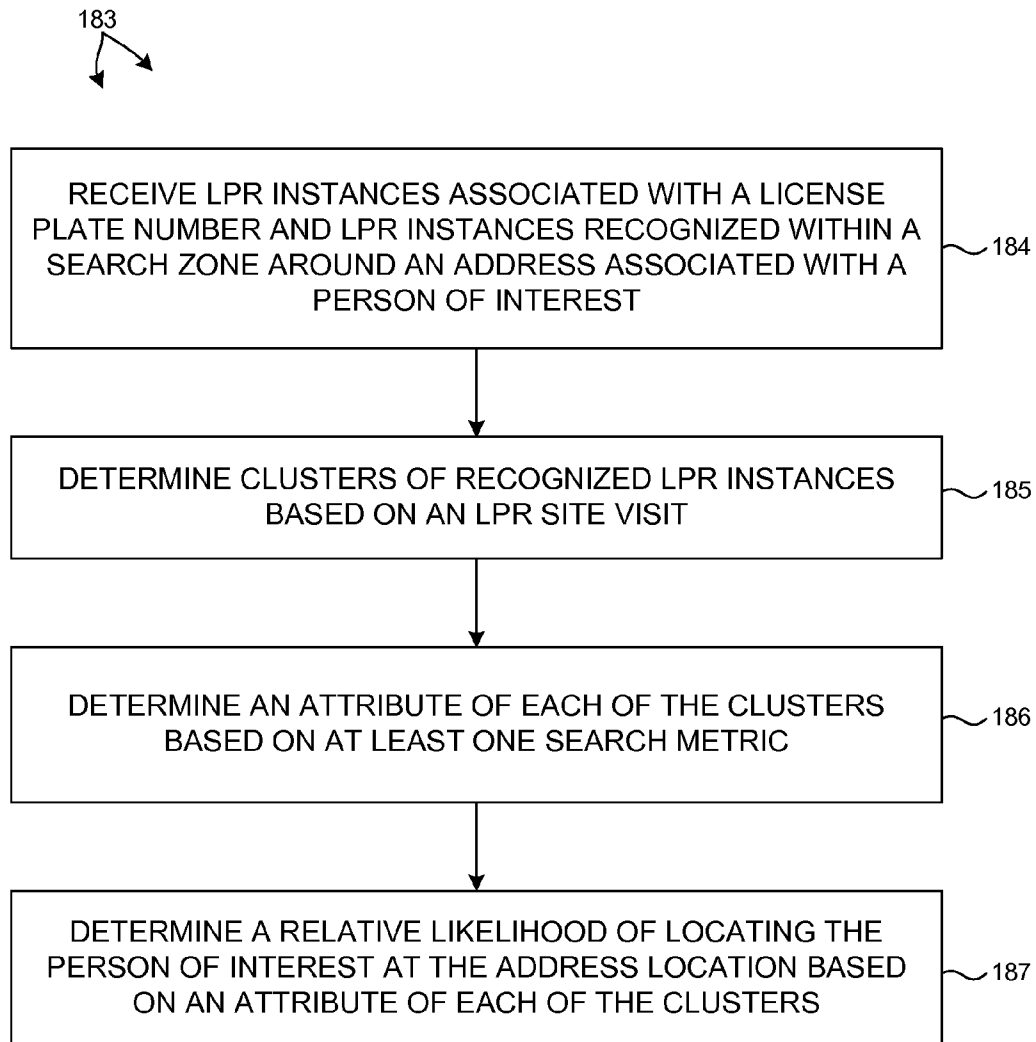 183
RECEIVE LPR INSTANCES ASSOCIATED WITH A LICENSE
PLATE NUMBER AND LPR INSTANCES RECOGNIZED WITHIN A
SEARCH ZONE AROUND AN ADDRESS ASSOCIATED WITH A
PERSON OF INTEREST
184
DETERMINE CLUSTERS OF RECOGNIZED LPR INSTANCES
BASED ON AN LPR SITE VISIT
185
DETERMINE AN ATTRIBUTE OF EACH OF THE CLUSTERS
BASED ON AT LEAST ONE SEARCH METRIC
186
DETERMINE A RELATIVE LIKELIHOOD OF LOCATING THE
PERSON OF INTEREST AT THE ADDRESS LOCATION BASED
ON AN ATTRIBUTE OF EACH OF THE CLUSTERS
187